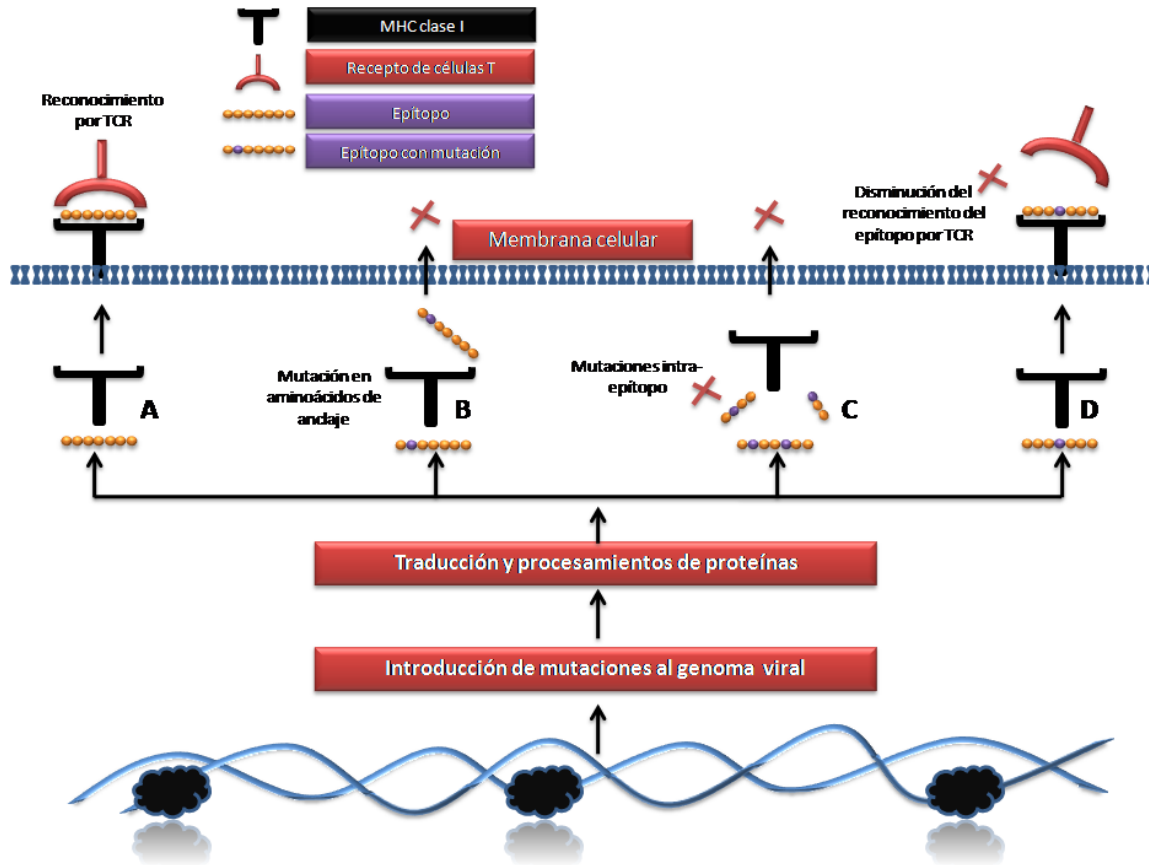 MHC clase I
Recepto de células T
Epítopo
Epítopo con mutación
Reconocimiento
por TCR
Membrana celular
Disminución del
reconocimiento del
epítopo por TCR
Mutación en
aminoácidos de
anclaje
Mutaciones intra-
epítopo
A
B
C
D
Traducción y procesamientos de proteínas
Introducción de mutaciones al genoma viral